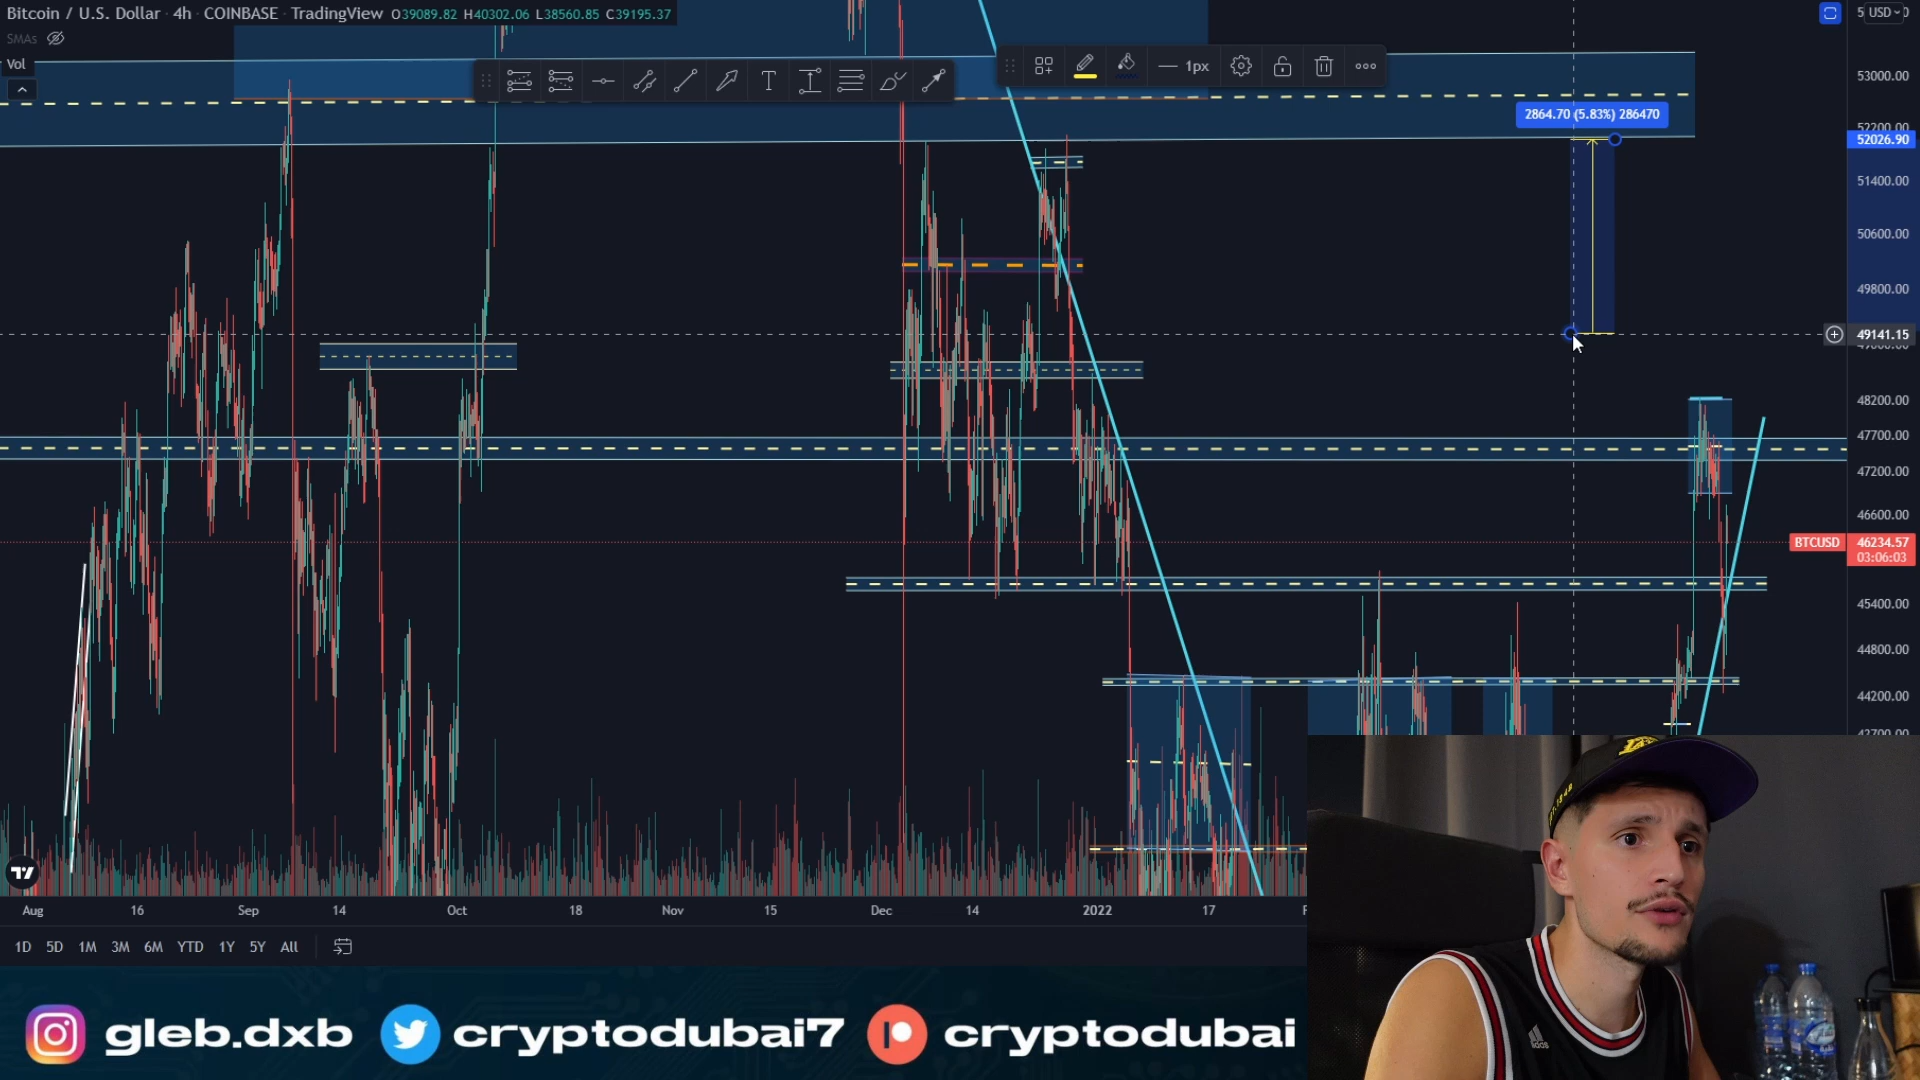 Bitcoin / U.S. Dollar · 4h · COINBASE · TradingView O39089.82 H40302.06 L38560.85 C39195.37
SMAs
Vol
T
1px
USD
53000.00
2864.70 (5.83%) 286470
52200.00
52026.90
51400.00
50600.00
49800.00
49141.15
48200.00
47700.00
47200.00
46600.00
BTCUSD 46234.57
03:06:03
45400.00
44800.00
44200.00
Aug 16 Sep 14 Oct 18 Nov 15 Dec 14 2022 17
1D 5D 1M 3M 6M YTD 1Y 5Y All
gleb.dxb cryptodubai7 cryptodubai
adidas